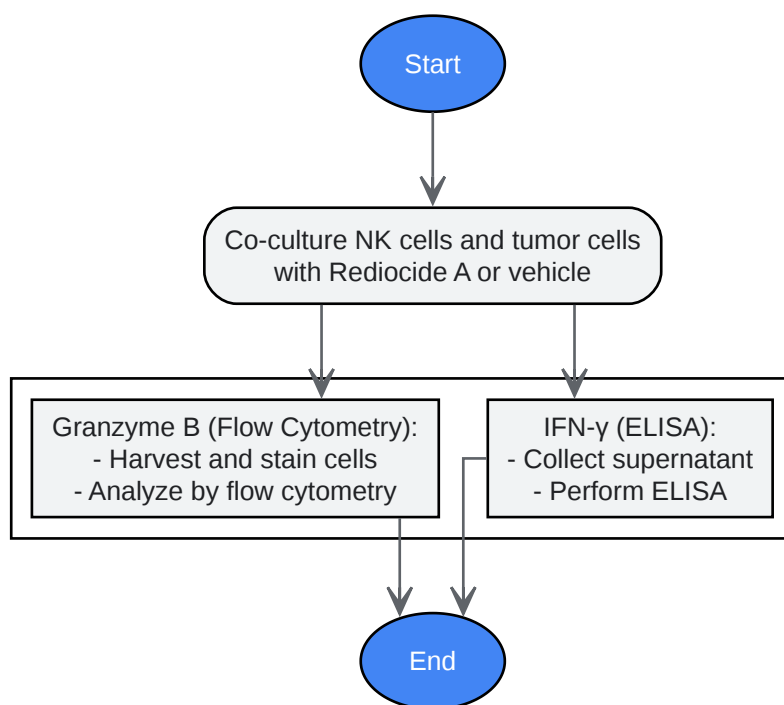 Start
Co-culture NK cells and tumor cells
with Rediocide A or vehicle
Granzyme B (Flow Cytometry):
- Harvest and stain cells
- Analyze by flow cytometry
IFN-γ (ELISA):
- Collect supernatant
- Perform ELISA
End